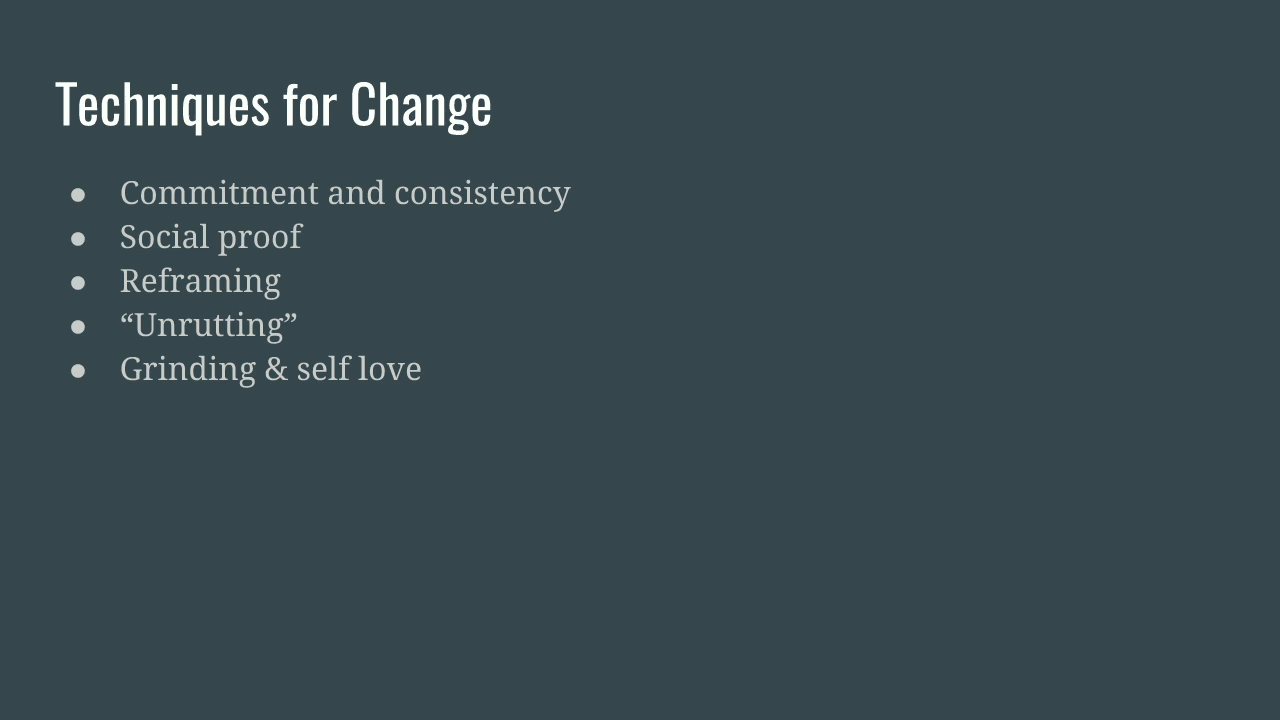 Techniques for Change
● Commitment and consistency
● Social proof
● Reframing
● “Unrutting”
● Grinding & self love